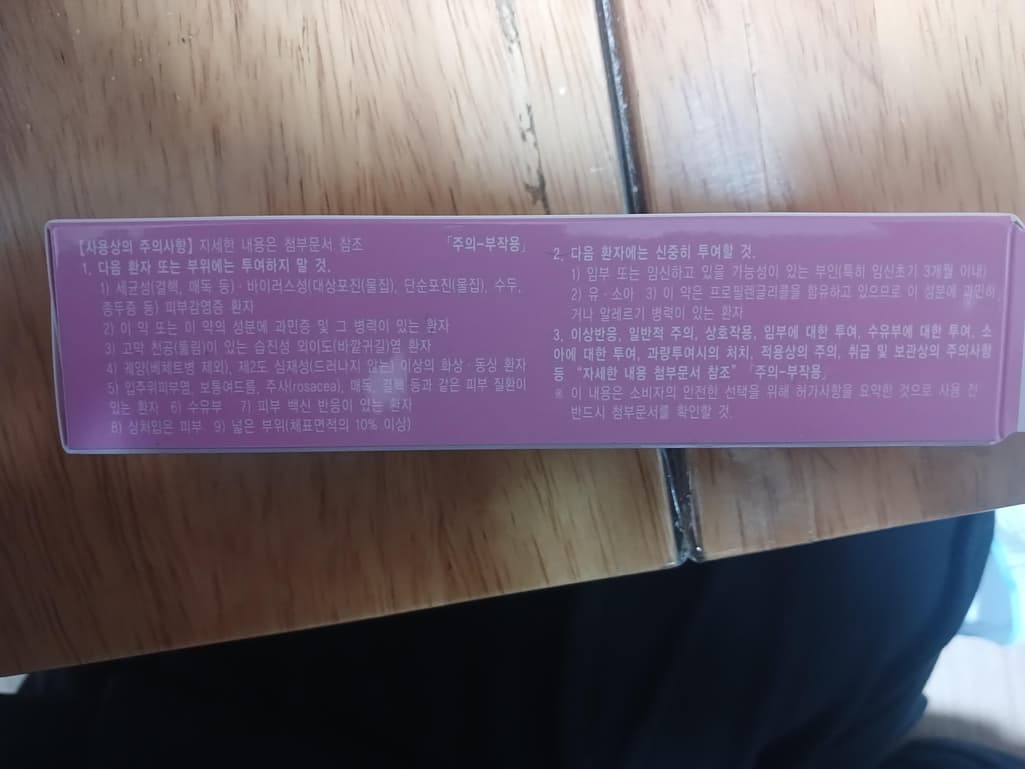 [사용상의 주의사항] 자세한 내용은 첨부문서 참조 「주의-부작용」
1. 다음 환자 또는 부위에는 투여하지 말 것.
1) 세균성(결핵, 매독 등)·바이러스성(대상포진(물집), 단순포진(물집), 수두,
종두증 등) 피부감염증 환자
2) 이 약 또는 이 약의 성분에 과민증 및 그 병력이 있는 환자
3) 고막 천공(뚫림)이 있는 습진성 외이도(바깥귀길)염 환자
4) 궤양(베체트병 제외), 제2도 심재성(드러나지 않는) 이상의 화상·동상 환자
5) 입주위피부염, 보통여드름, 주사(rosacea), 매독, 결핵 등과 같은 피부 질환이
있는 환자 6) 수유부 7) 피부 백신 반응이 있는 환자
8) 상처입은 피부 9) 넓은 부위(체표면적의 10% 이상)
2. 다음 환자에는 신중히 투여할 것.
1) 임부 또는 임신하고 있을 가능성이 있는 부인(특히 임신초기 3개월 이내)
2) 유·소아 3) 이 약은 프로필렌글리콜을 함유하고 있으므로 이 성분에 과민하
거나 알레르기 병력이 있는 환자
3. 이상반응, 일반적 주의, 상호작용, 임부에 대한 투여, 수유부에 대한 투여, 소
아에 대한 투여, 과량투여시의 처치, 적용상의 주의, 취급 및 보관상의 주의사항
등 "자세한 내용 첨부문서 참조" 「주의-부작용」
※ 이 내용은 소비자의 안전한 선택을 위해 허가사항을 요약한 것으로 사용 전
반드시 첨부문서를 확인할 것.